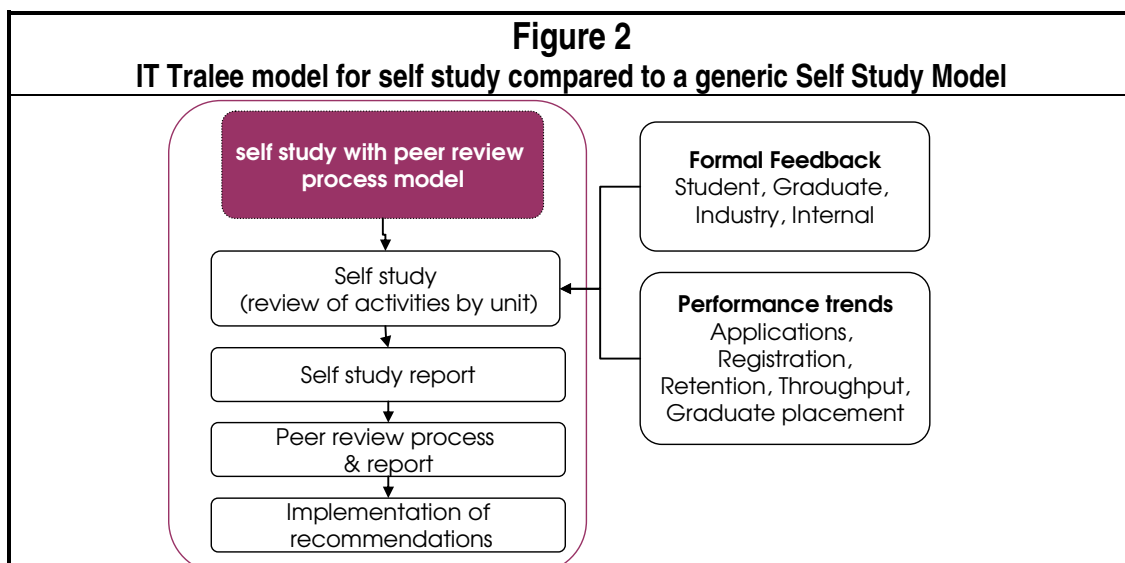 Figure 2
IT Tralee model for self study compared to a generic Self Study Model
self study with peer review
process model
Self study
(review of activities by unit)
Self study report
Peer review process
& report
Implementation of
recommendations
Formal Feedback
Student, Graduate,
Industry, Internal
Performance trends
Applications,
Registration,
Retention, Throughput,
Graduate placement